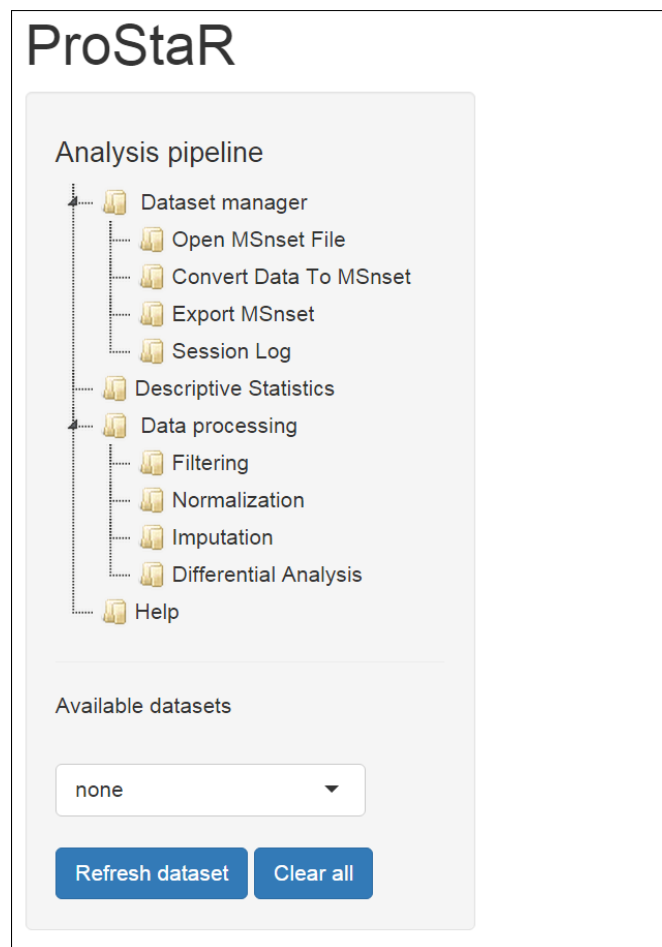 ProStaR
Analysis pipeline
Dataset manager
Open MSnset File
Convert Data To MSnset
Export MSnset
Session Log
Descriptive Statistics
Data processing
Filtering
Normalization
Imputation
Differential Analysis
Help
Available datasets
none
Refresh dataset Clear all